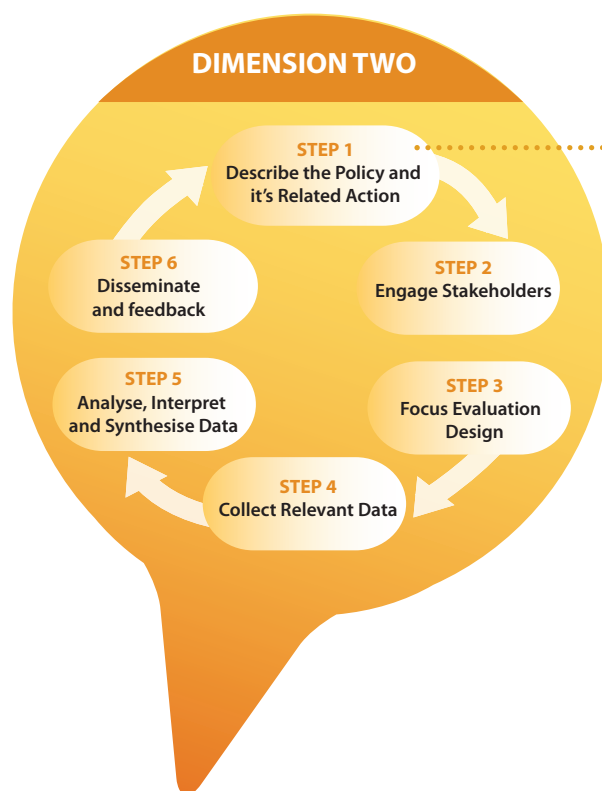 DIMENSION TWO
STEP 1
Describe the Policy and
it's Related Action
STEP 2
Engage Stakeholders
STEP 3
Focus Evaluation
Design
STEP 4
Collect Relevant Data
STEP 5
Analyse, Interpret
and Synthesise Data
STEP 6
Disseminate
and feedback